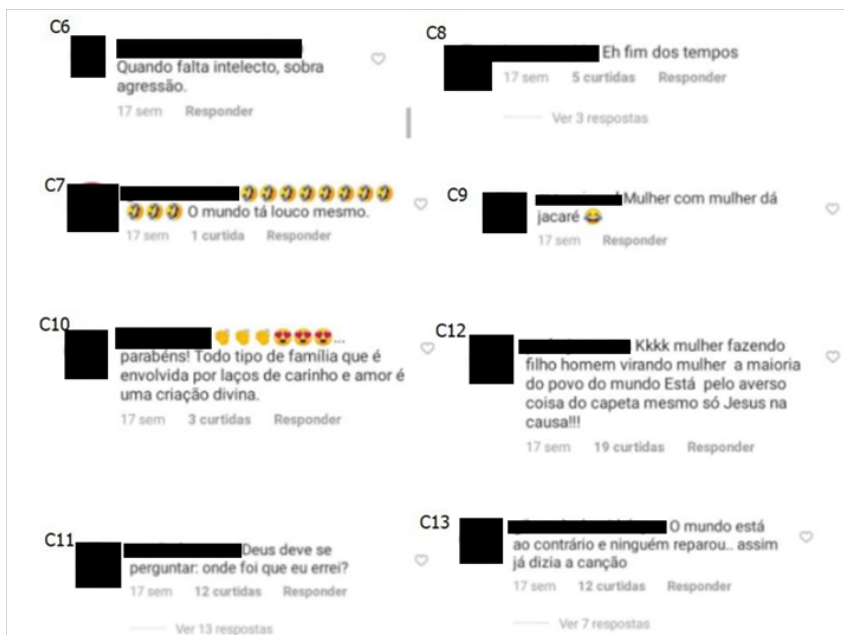 C6
Quando falta intelecto, sobra
agressão.
17 sem Responder
C8
Eh fim dos tempos
17 sem 5 curtidas Responder
Ver 3 respostas
C7
🤣🤣🤣🤣🤣🤣🤣🤣
🤣🤣🤣 O mundo tá louco mesmo.
17 sem 1 curtida Responder
C9
Mulher com mulher dá
jacaré 😂
17 sem Responder
C10
👏👏👏😍😍😍...
parabéns! Todo tipo de família que é
envolvida por laços de carinho e amor é
uma criação divina.
17 sem 3 curtidas Responder
C12
Kkkk mulher fazendo
filho homem virando mulher a maioria
do povo do mundo Está pelo averso
coisa do capeta mesmo só Jesus na
causa!!!
17 sem 19 curtidas Responder
C11
Deus deve se
perguntar: onde foi que eu errei?
17 sem 12 curtidas Responder
Ver 13 respostas
C13
O mundo está
ao contrário e ninguém reparou.. assim
já dizia a canção
17 sem 12 curtidas Responder
Ver 7 respostas